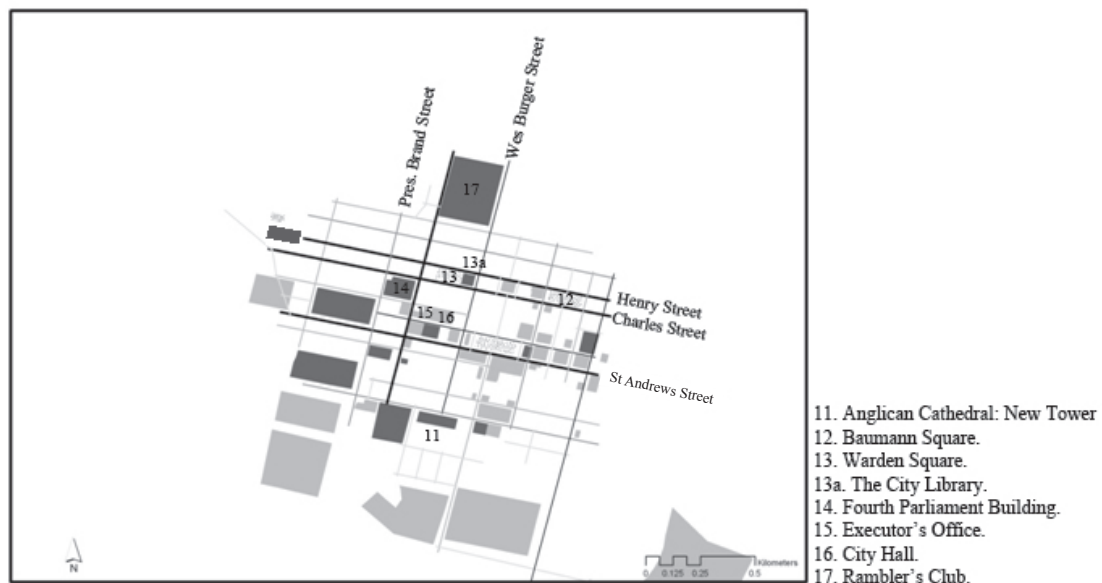 Pres. Brand Street
Wes Burger Street
17
13a
13
14
12
15 16
Henry Street
Charles Street
St Andrews Street
11
N
0 0.125 0.25 0.5
Kilometers
11. Anglican Cathedral: New Tower
12. Baumann Square.
13. Warden Square.
13a. The City Library.
14. Fourth Parliament Building.
15. Executor's Office.
16. City Hall.
17. Rambler's Club.